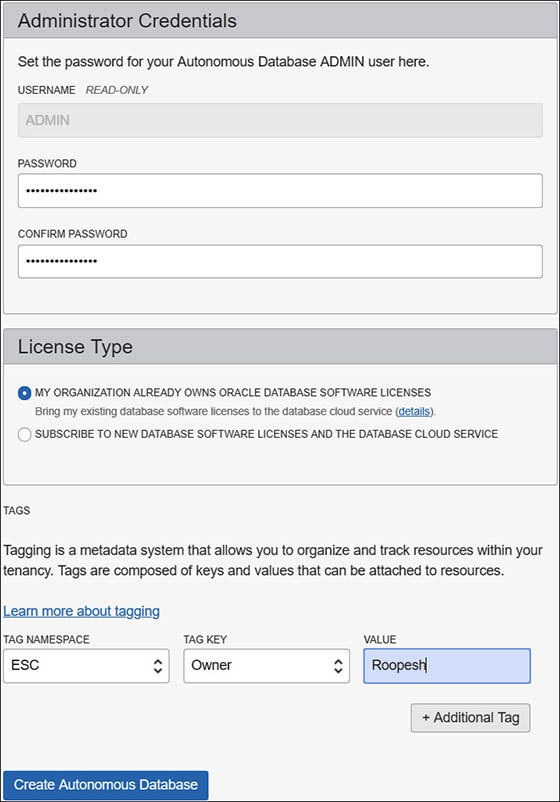 Administrator Credentials
Set the password for your Autonomous Database ADMIN user here.
USERNAME READ-ONLY
ADMIN
PASSWORD
•••••••••••••••
CONFIRM PASSWORD
•••••••••••••••
License Type
MY ORGANIZATION ALREADY OWNS ORACLE DATABASE SOFTWARE LICENSES
Bring my existing database software licenses to the database cloud service (details).
SUBSCRIBE TO NEW DATABASE SOFTWARE LICENSES AND THE DATABASE CLOUD SERVICE
TAGS
Tagging is a metadata system that allows you to organize and track resources within your
tenancy. Tags are composed of keys and values that can be attached to resources.
Learn more about tagging
TAG NAMESPACE TAG KEY VALUE
ESC Owner Roopesh
+ Additional Tag
Create Autonomous Database